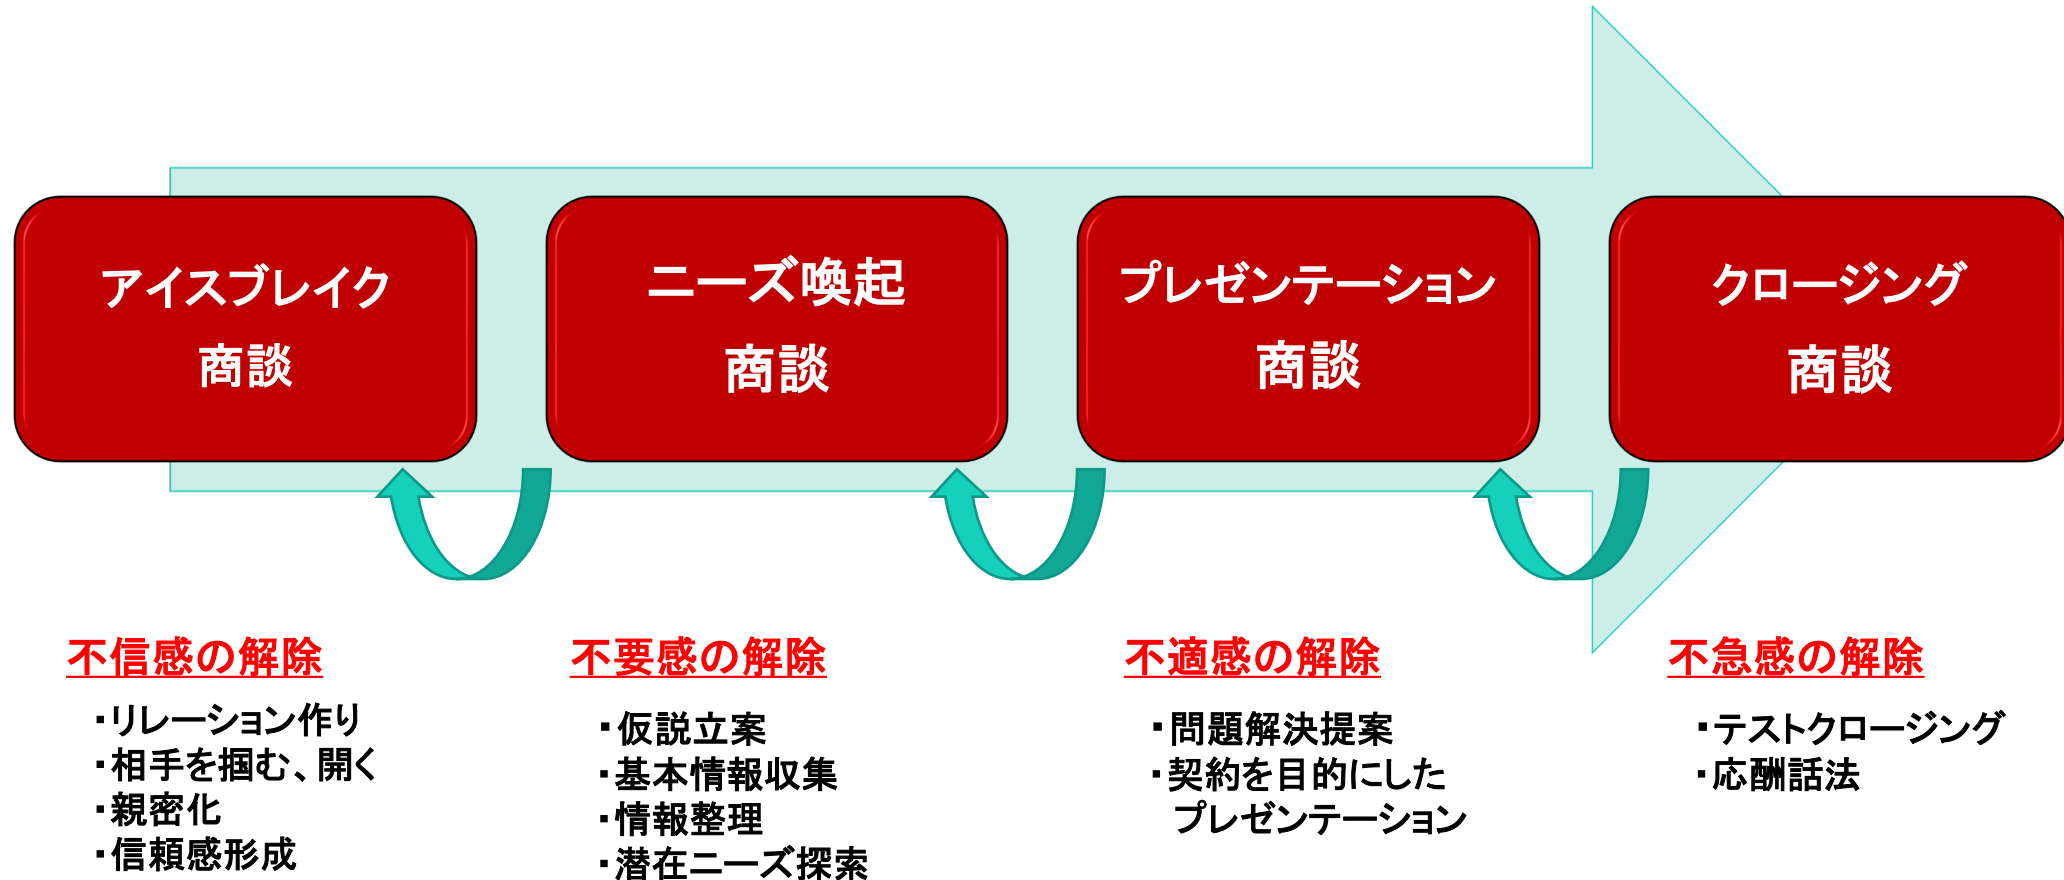 アイスブレイク
商談
ニーズ喚起
商談
プレゼンテーション
商談
クロージング
商談
不信感の解除
・リレーション作り
・相手を掴む、開く
・親密化
・信頼感形成
不要感の解除
・仮説立案
・基本情報収集
・情報整理
・潜在ニーズ探索
不適感の解除
・問題解決提案
・契約を目的にした
プレゼンテーション
不急感の解除
・テストクロージング
・応酬話法